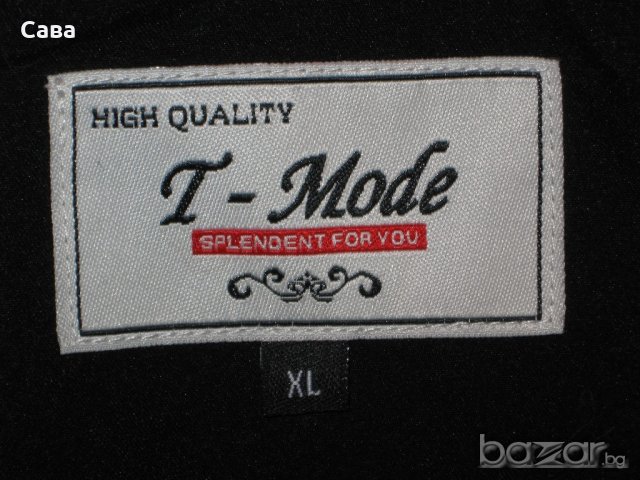 Сава
HIGH QUALITY
T - Mode
SPLENDENT FOR YOU
XL
bazar.bg